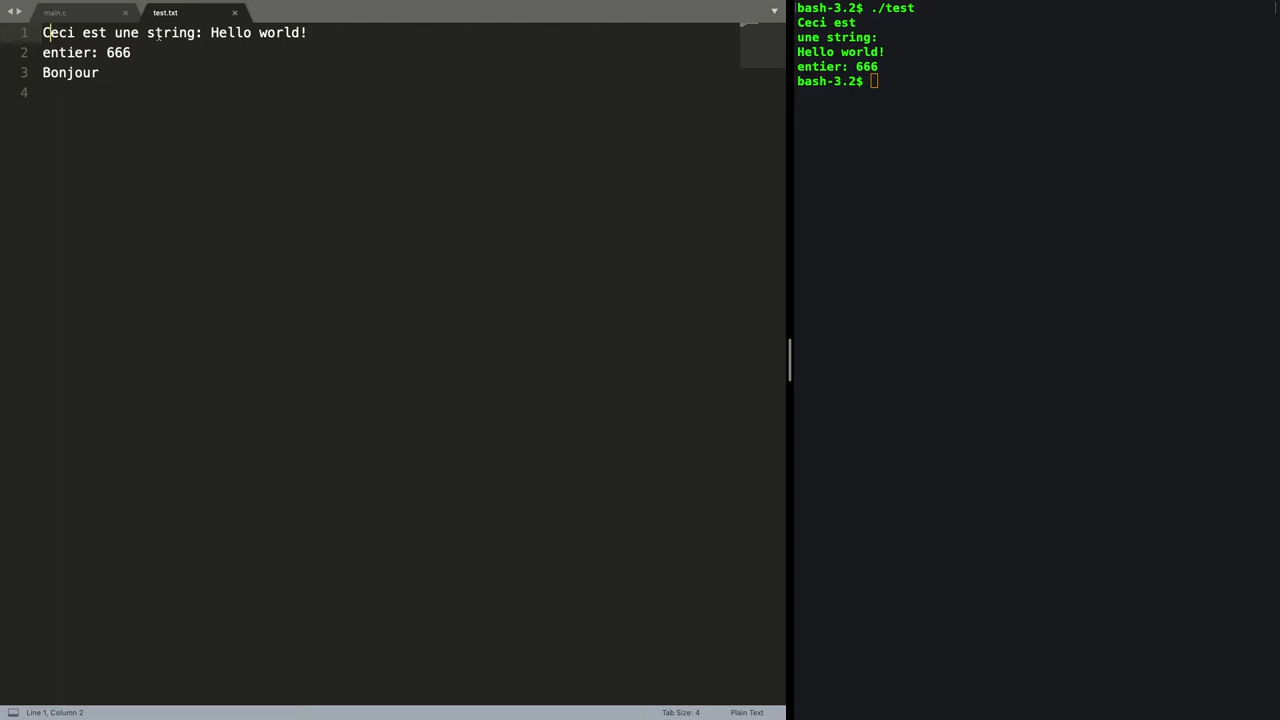 main.c
test.txt
1 Ceci est une string: Hello world!
2 entier: 666
3 Bonjour
4
Line 1, Column 2
Tab Size: 4
Plain Text
bash-3.2$ ./test
Ceci est
une string:
Hello world!
entier: 666
bash-3.2$